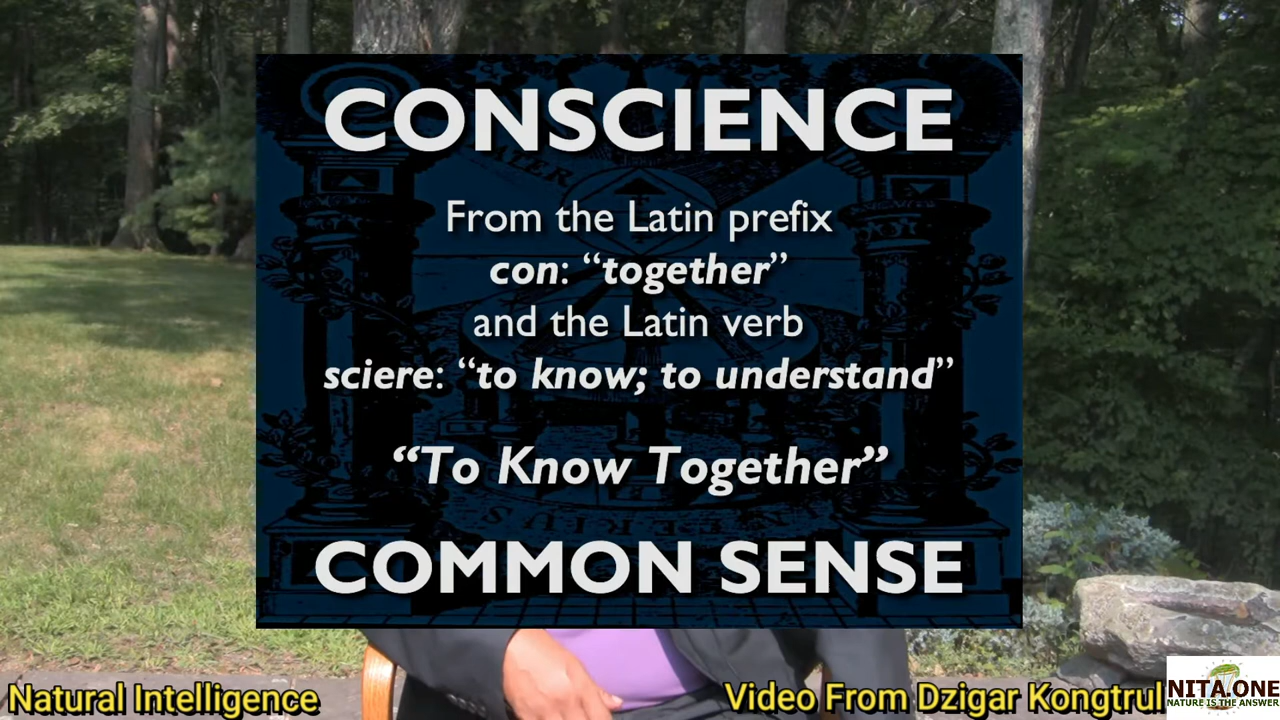 CONSCIENCE
From the Latin prefix
con: “together”
and the Latin verb
sciere: “to know; to understand”
“To Know Together”
COMMON SENSE
Natural Intelligence
Video From Dzigar Kongtrul
NITA.ONE
NATURE IS THE ANSWER